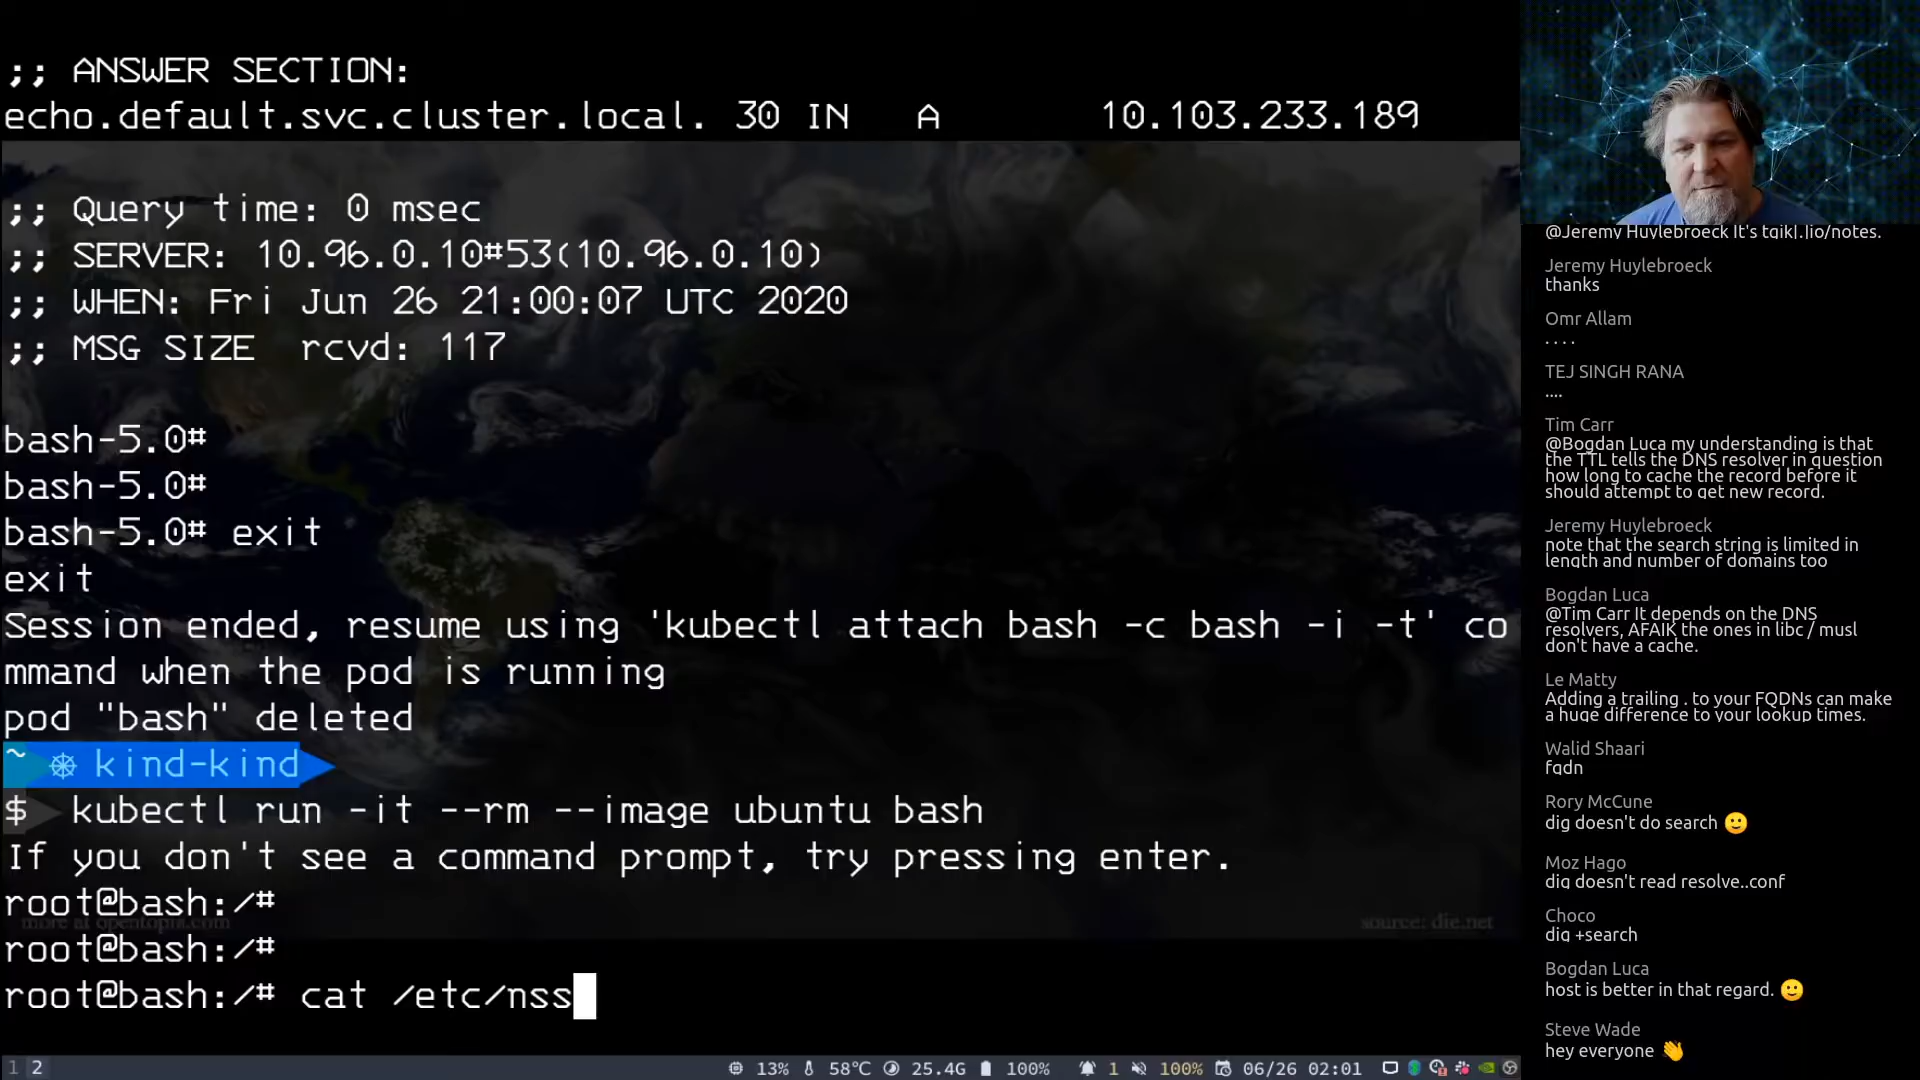 ;; ANSWER SECTION:
echo.default.svc.cluster.local. 30 IN A 10.103.233.189
;; Query time: 0 msec
;; SERVER: 10.96.0.10#53(10.96.0.10)
;; WHEN: Fri Jun 26 21:00:07 UTC 2020
;; MSG SIZE rcvd: 117
bash-5.0#
bash-5.0#
bash-5.0# exit
exit
Session ended, resume using 'kubectl attach bash -c bash -i -t' co
mmand when the pod is running
pod "bash" deleted
~ ⎈ kind-kind
$ kubectl run -it --rm --image ubuntu bash
If you don't see a command prompt, try pressing enter.
root@bash:/#
more at opentopia.com
source: die.net
root@bash:/#
root@bash:/# cat /etc/nss
1 2
13% 58℃ 25.4G 100% 1 100% 06/26 02:01
@Jeremy Huylebroeck It's tgik|.|io/notes.
Jeremy Huylebroeck
thanks
Omr Allam
. . . .
TEJ SINGH RANA
....
Tim Carr
@Bogdan Luca my understanding is that
the TTL tells the DNS resolver in question
how long to cache the record before it
should attempt to get new record.
Jeremy Huylebroeck
note that the search string is limited in
length and number of domains too
Bogdan Luca
@Tim Carr It depends on the DNS
resolvers, AFAIK the ones in libc / musl
don't have a cache.
Le Matty
Adding a trailing . to your FQDNs can make
a huge difference to your lookup times.
Walid Shaari
fqdn
Rory McCune
dig doesn't do search 🙂
Moz Hago
dig doesn't read resolve..conf
Choco
dig +search
Bogdan Luca
host is better in that regard. 🙂
Steve Wade
hey everyone 👋